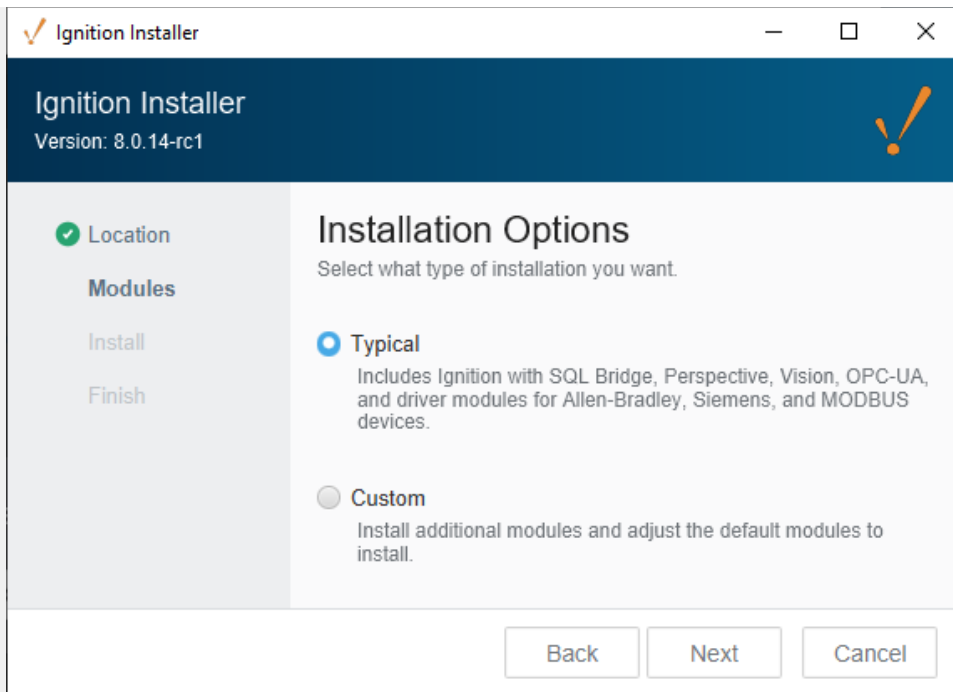 Ignition Installer
Ignition Installer
Version: 8.0.14-rc1
Location
Modules
Install
Finish
Installation Options
Select what type of installation you want.
Typical
Includes Ignition with SQL Bridge, Perspective, Vision, OPC-UA,
and driver modules for Allen-Bradley, Siemens, and MODBUS
devices.
Custom
Install additional modules and adjust the default modules to
install.
Back
Next
Cancel